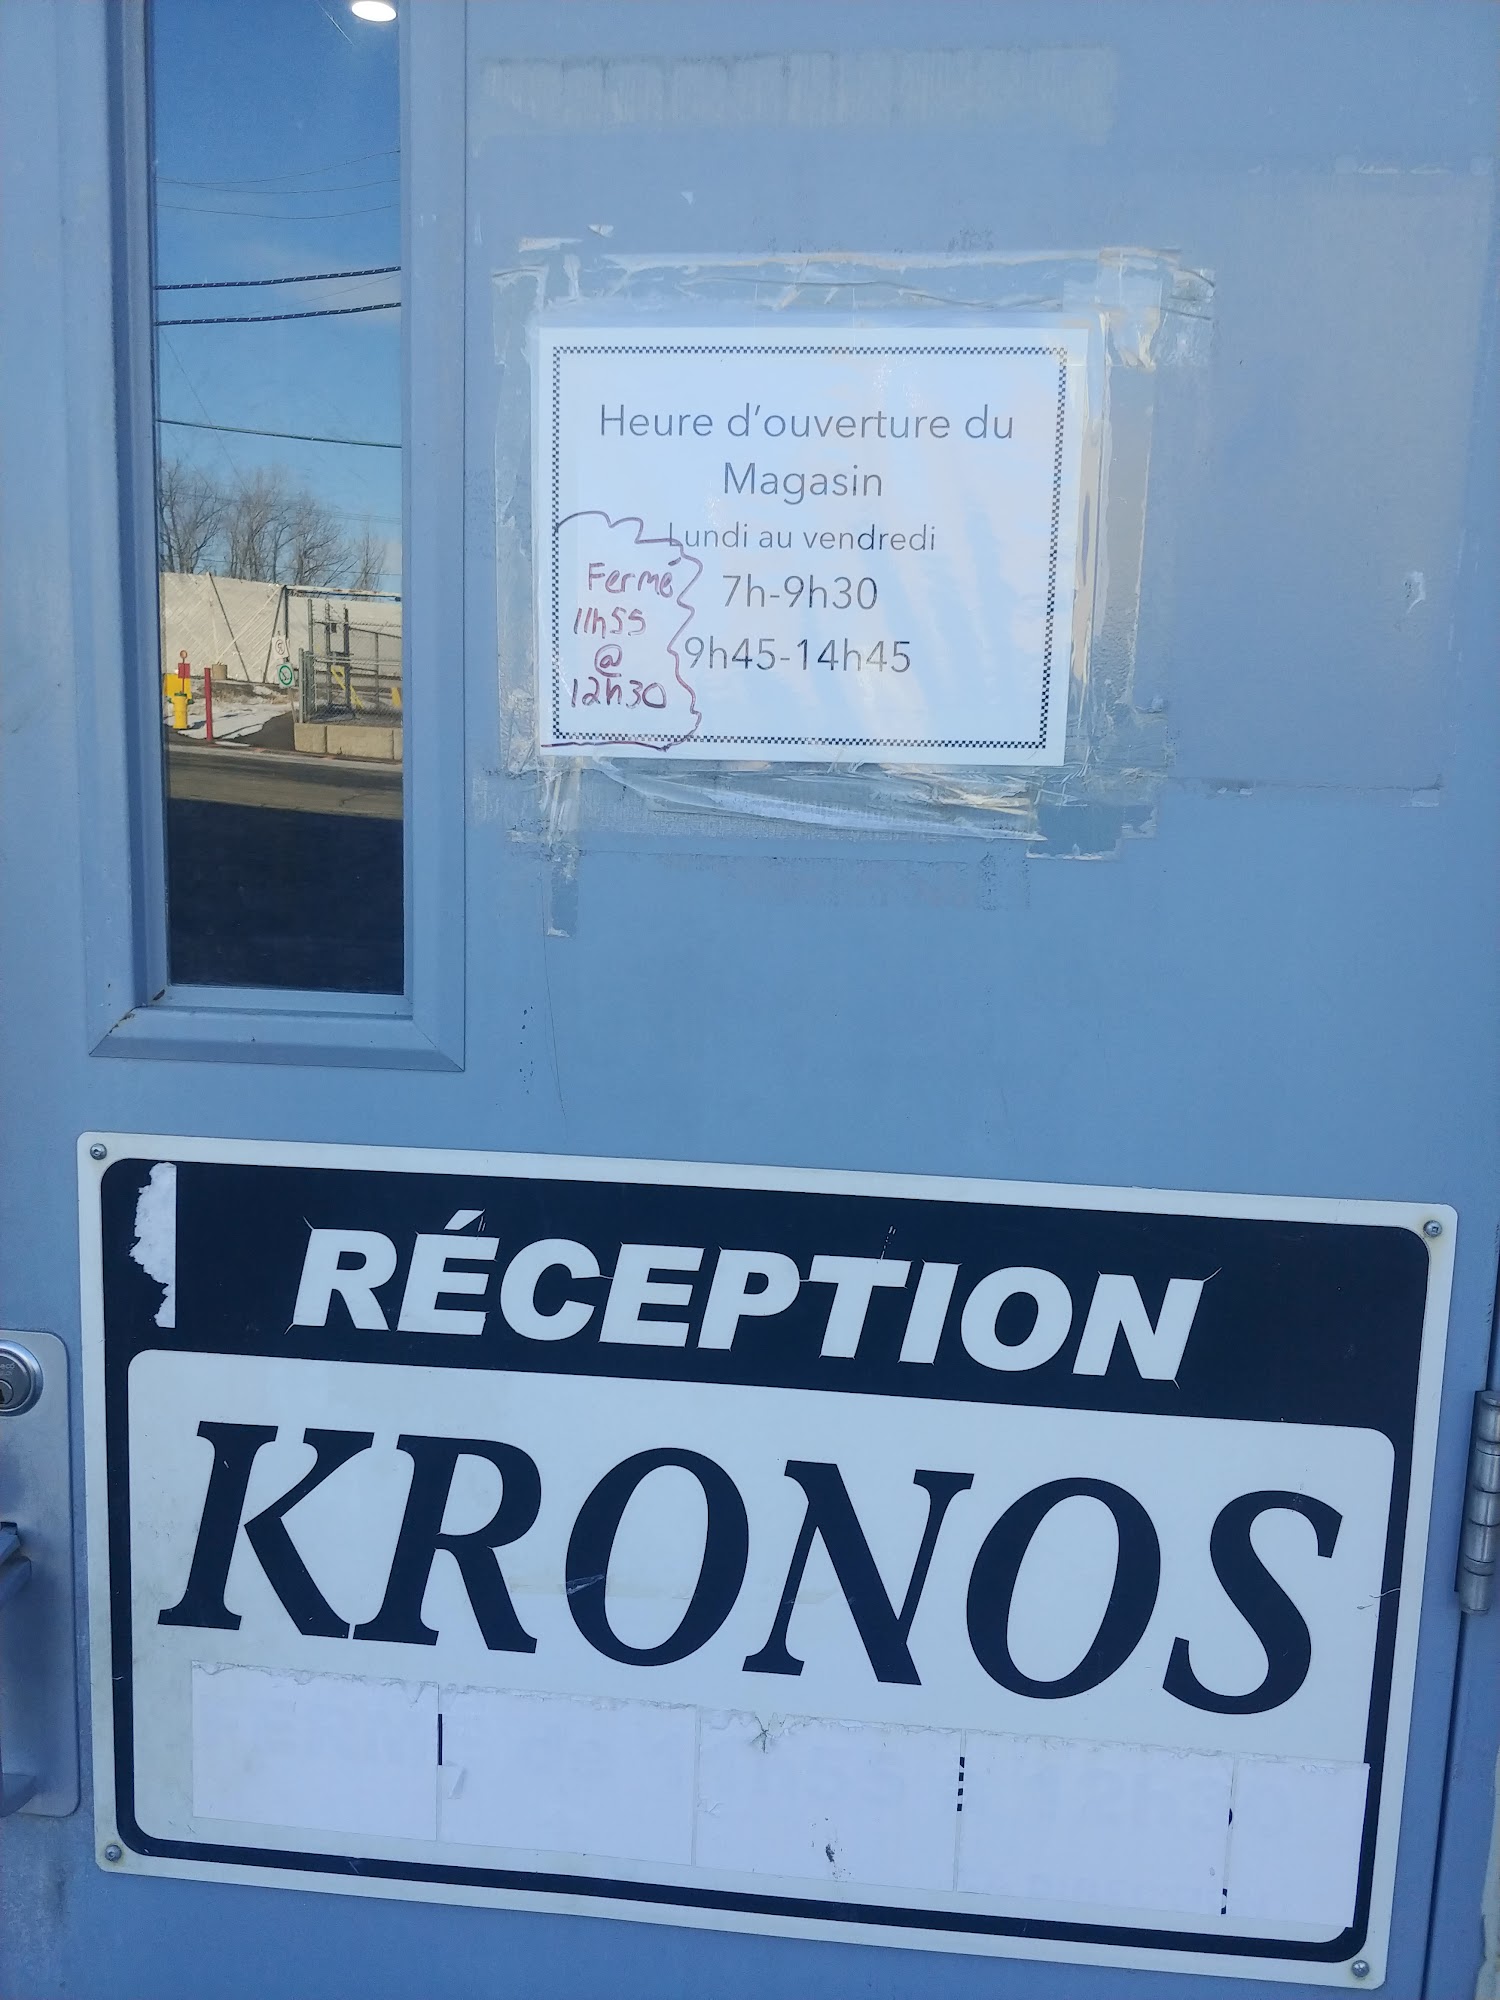 Heure d'ouverture du
Magasin
Lundi au vendredi
7h-9h30
9h45-14h45
Fermé
11h55
@
12h30
RÉCEPTION
KRONOS